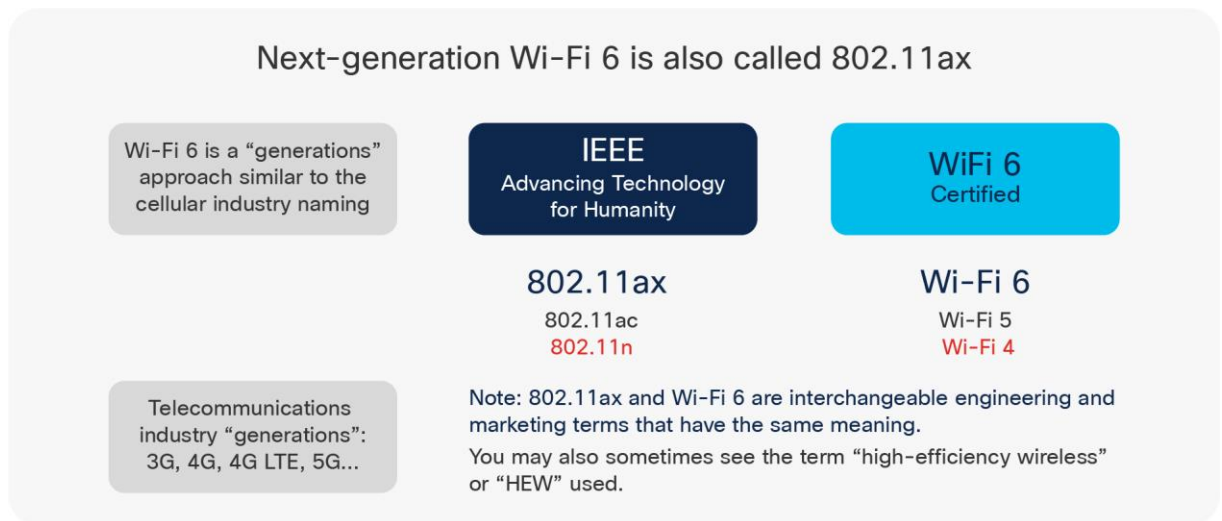 Next-generation Wi-Fi 6 is also called 802.11ax
Wi-Fi 6 is a “generations”
approach similar to the
cellular industry naming
IEEE
Advancing Technology
for Humanity
WiFi 6
Certified
802.11ax
802.11ac
802.11n
Wi-Fi 6
Wi-Fi 5
Wi-Fi 4
Telecommunications
industry “generations”:
3G, 4G, 4G LTE, 5G...
Note: 802.11ax and Wi-Fi 6 are interchangeable engineering and
marketing terms that have the same meaning.
You may also sometimes see the term “high-efficiency wireless”
or “HEW” used.